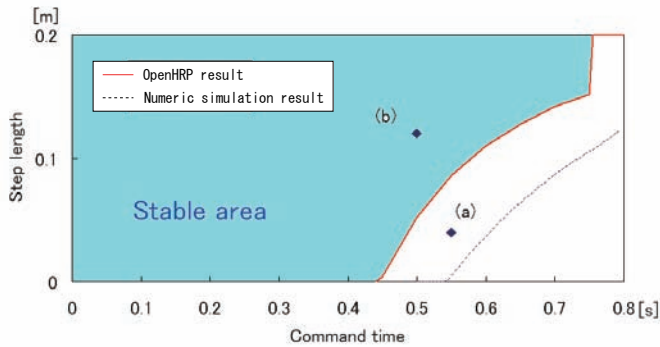 [m]
0.2
OpenHRP result
Numeric simulation result
(b)
0.1
Step length
Stable area
(a)
0
0 0.1 0.2 0.3 0.4 0.5 0.6 0.7 0.8 [s]
Command time